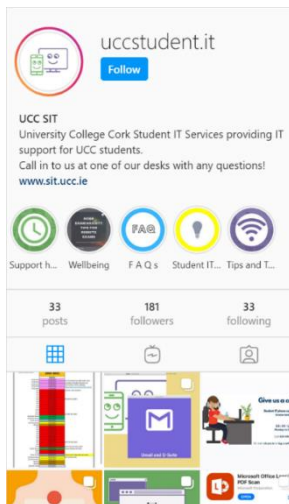 uccstudent.it
Follow
UCC SIT
University College Cork Student IT Services providing IT
support for UCC students.
Call in to us at one of our desks with any questions!
www.sit.ucc.ie
FAQ
Support h...
Wellbeing
F A Q s
Student IT...
Tips and T...
33
181
33
posts
followers
following
Give us a c
Gmail and G Suite
Microsoft Office L
PDF Scan
OPEN